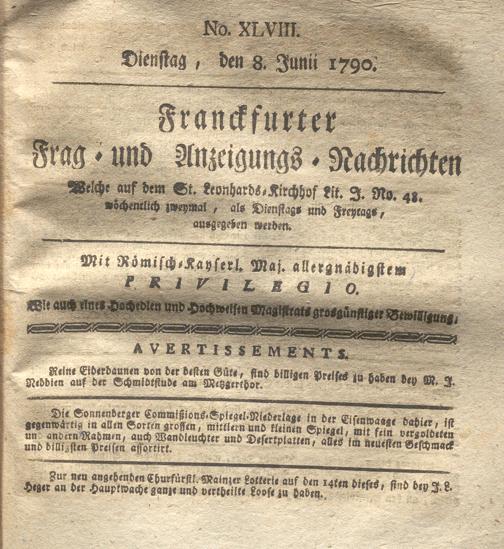 No. XLVIII.
Dienstag, den 8. Junii 1790.
Franckfurter
Frag- und Anzeigungs-Nachrichten
Welche auf dem St. Leonhards-Kirchhof Lit. J. No. 48.
wöchentlich zweymal, als Dienstags und Freytags,
ausgegeben werden.
Mit Römisch-Kayserl. Maj. allergnädigstem
PRIVILEGIO.
Wie auch eines Hochedlen und Hochweisen Magistrats grosgünstiger Bewilligung.
AVERTISSEMENTS.
Reine Eiderdaunen von der besten Güte, sind billigen Preises zu haben bey M. J.
Neddien auf der Schmidtstude am Metzgerthor.
Die Sonnenberger Commißions-Spiegel-Niederlage in der Eisenwaage dahier, ist
gegenwärtig in allen Sorten grossen, mittlern und kleinen Spiegel, mit fein vergoldeten
und andern Rahmen, auch Wandleuchter und Desertplatten, alles im neuesten Geschmack
und billigsten Preisen assortirt.
Zur neu angehenden Churfürstl. Mainzer Lotterie auf den 14ten dieses, sind bey J. L.
Heger an der Hauptwache ganze und vertheilte Loose zu haben.